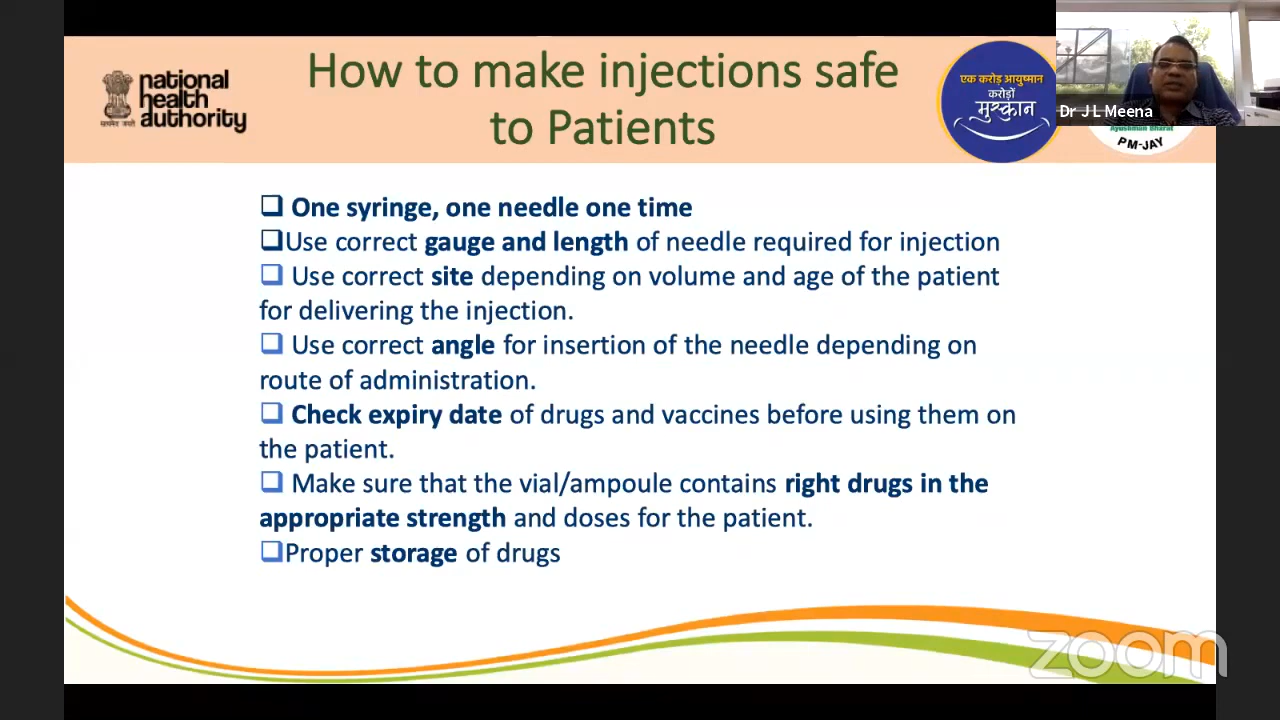 How to make injections safe
to Patients
सत्यमेव जयते
national
health
authority
एक करोड़ आयुष्मान
करोड़ों
मुस्कान
Dr J L Meena
Ayushman Bharat
PM-JAY
❑ One syringe, one needle one time
❑Use correct gauge and length of needle required for injection
❑ Use correct site depending on volume and age of the patient
for delivering the injection.
❑ Use correct angle for insertion of the needle depending on
route of administration.
❑ Check expiry date of drugs and vaccines before using them on
the patient.
❑ Make sure that the vial/ampoule contains right drugs in the
appropriate strength and doses for the patient.
❑Proper storage of drugs
zoom